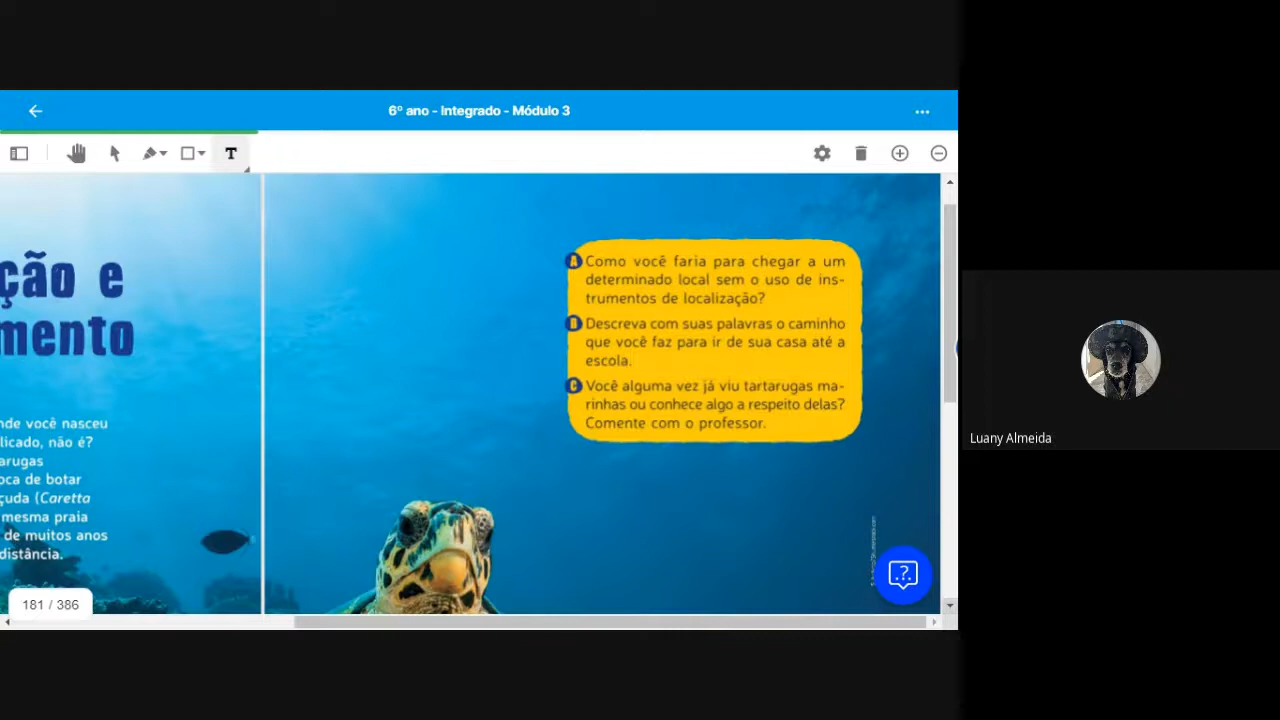 6º ano - Integrado - Módulo 3
T
ção e
mento
nde você nasceu
licado, não é?
arugas
oca de botar
çuda (Caretta
mesma praia
de muitos anos
distância.
A Como você faria para chegar a um
determinado local sem o uso de ins-
trumentos de localização?
B Descreva com suas palavras o caminho
que você faz para ir de sua casa até a
escola.
C Você alguma vez já viu tartarugas ma-
rinhas ou conhece algo a respeito delas?
Comente com o professor.
181 / 386
Luany Almeida